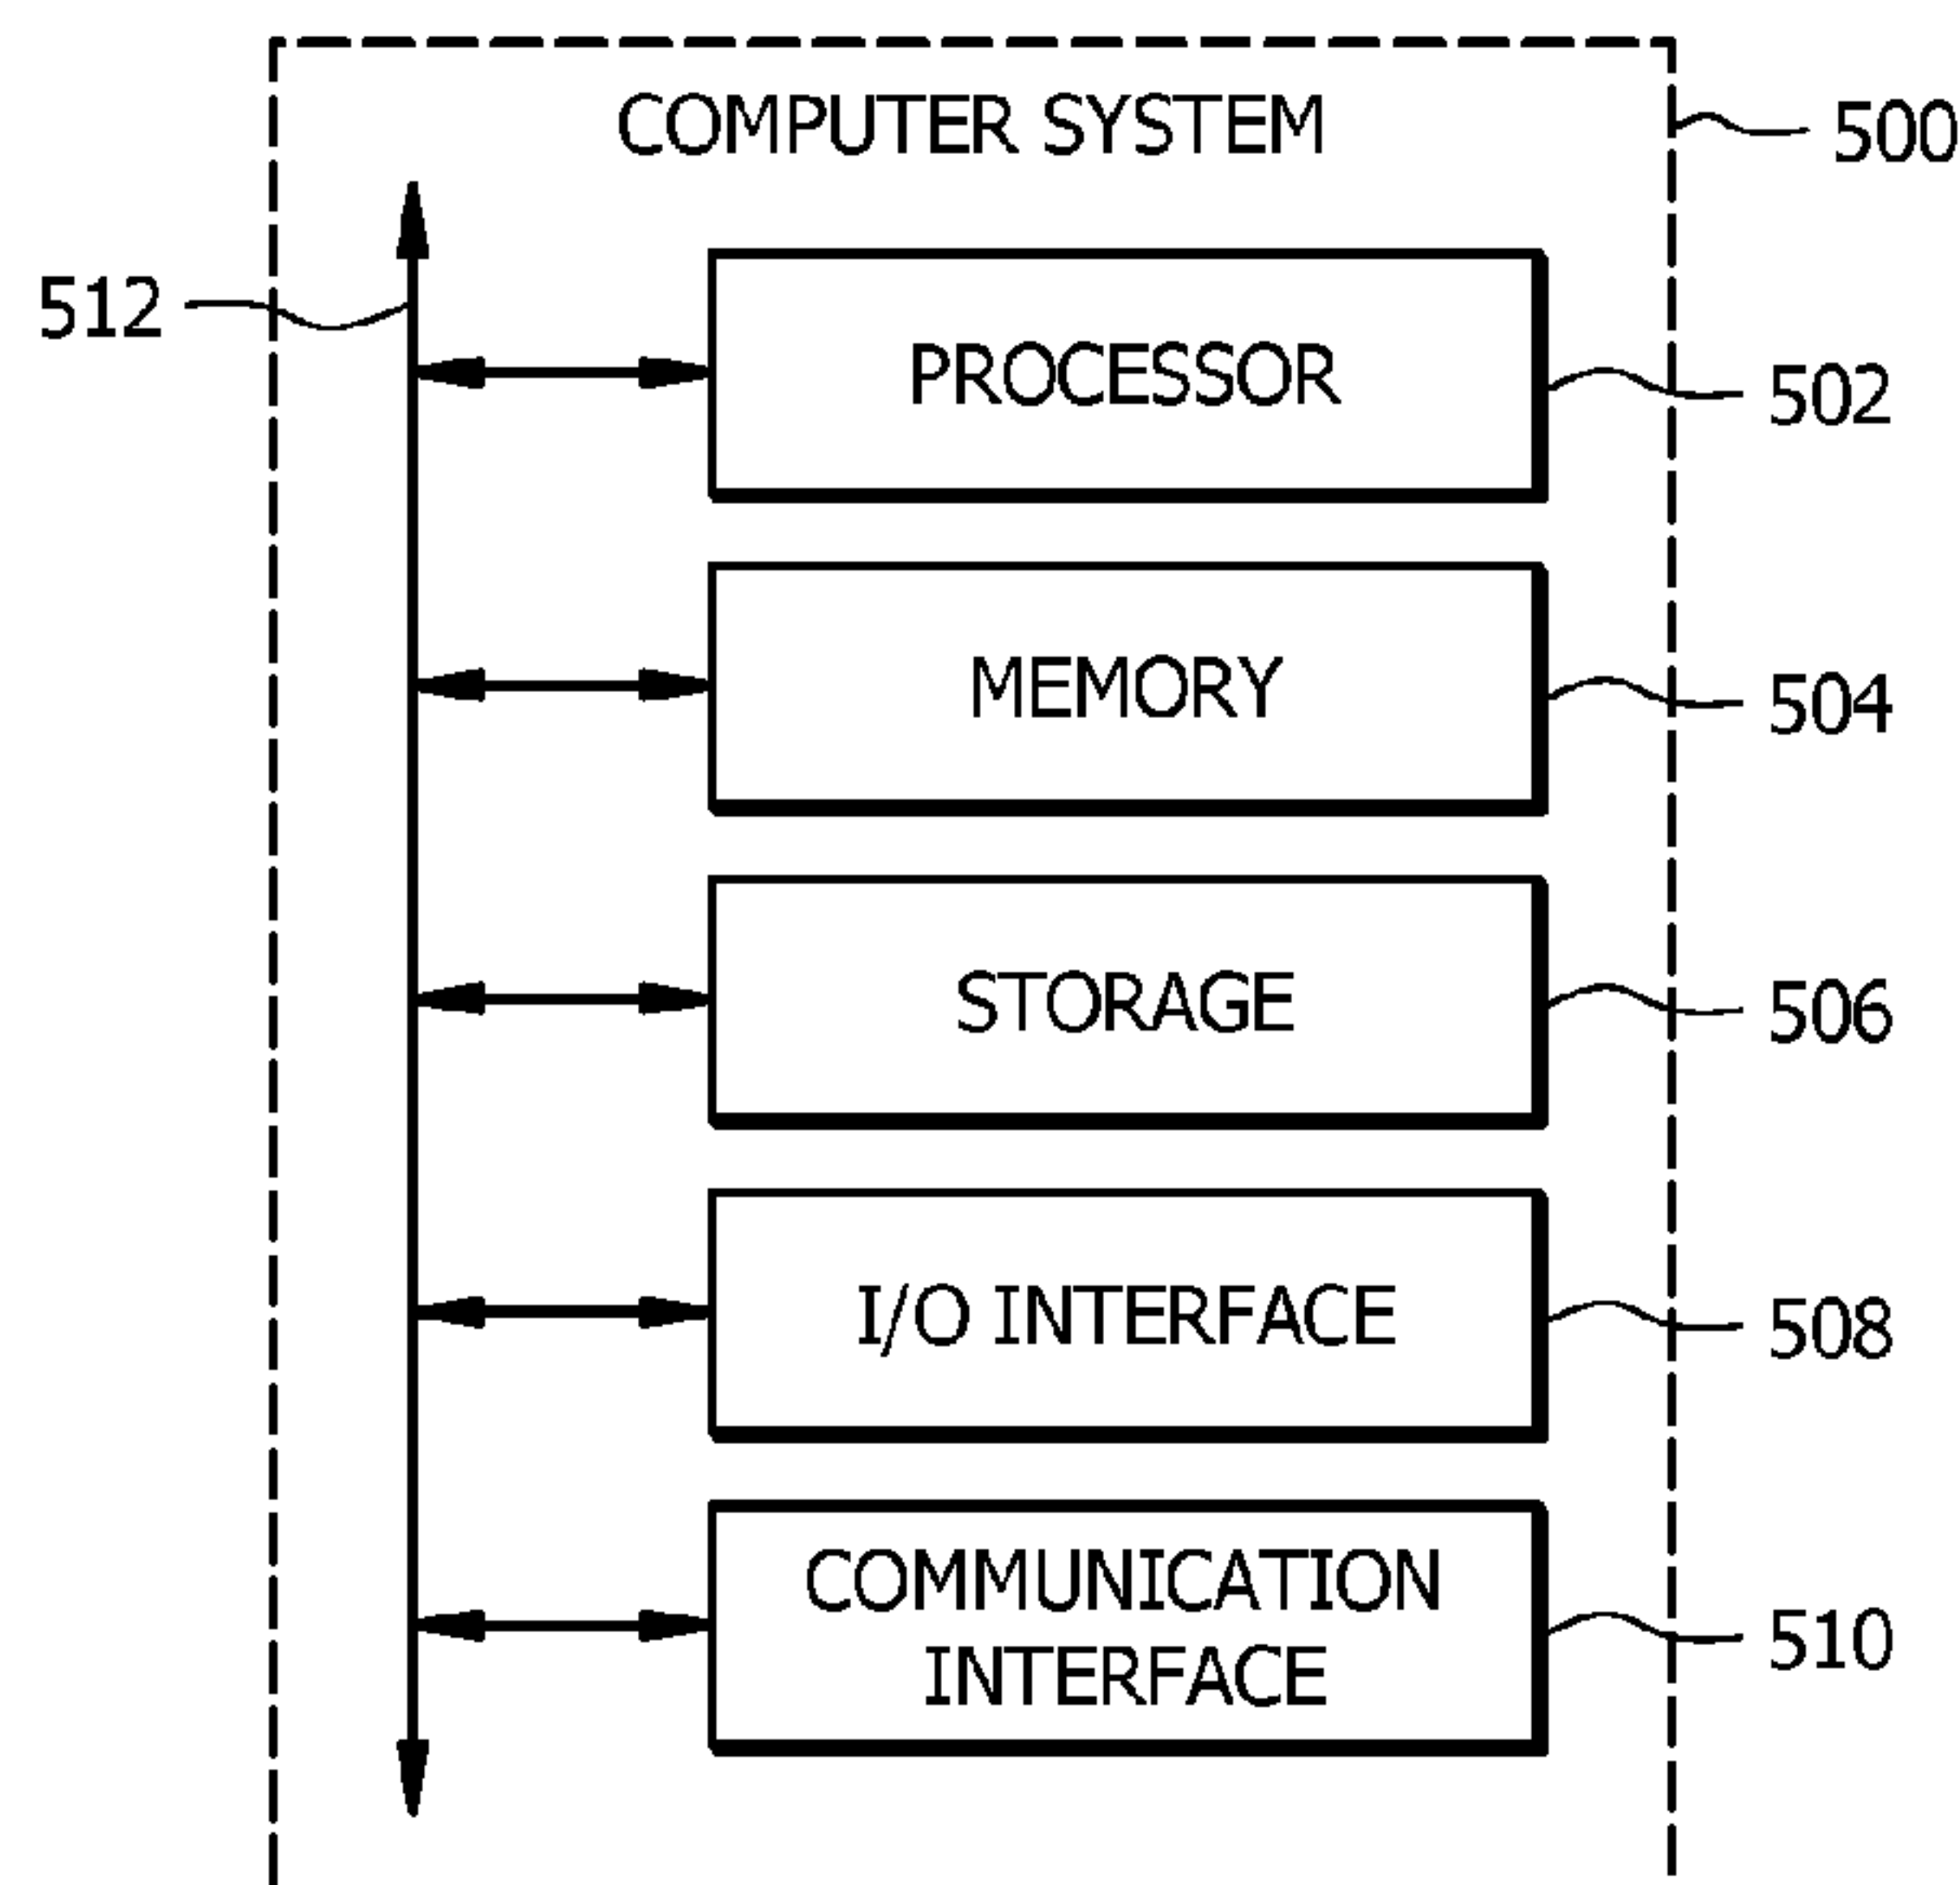 COMPUTER SYSTEM
500
512
PROCESSOR
502
MEMORY
504
STORAGE
506
I/O INTERFACE
508
COMMUNICATION
INTERFACE
510